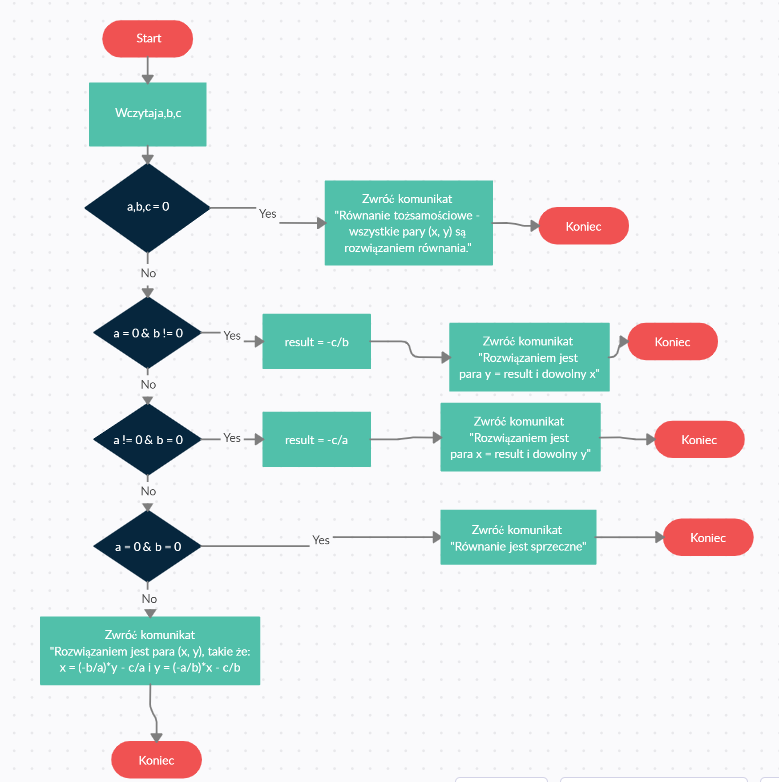 Start
Wczytaja,b,c
a,b,c = 0
Yes
Zwróć komunikat
"Równanie tożsamościowe -
wszystkie pary (x, y) są
rozwiązaniem równania."
Koniec
No
a = 0 & b != 0
Yes
result = -c/b
Zwróć komunikat
"Rozwiązaniem jest
para y = result i dowolny x"
Koniec
No
a != 0 & b = 0
Yes
result = -c/a
Zwróć komunikat
"Rozwiązaniem jest
para x = result i dowolny y"
Koniec
No
a = 0 & b = 0
Yes
Zwróć komunikat
"Równanie jest sprzeczne"
Koniec
No
Zwróć komunikat
"Rozwiązaniem jest para (x, y), takie że:
x = (-b/a)*y - c/a i y = (-a/b)*x - c/b
Koniec